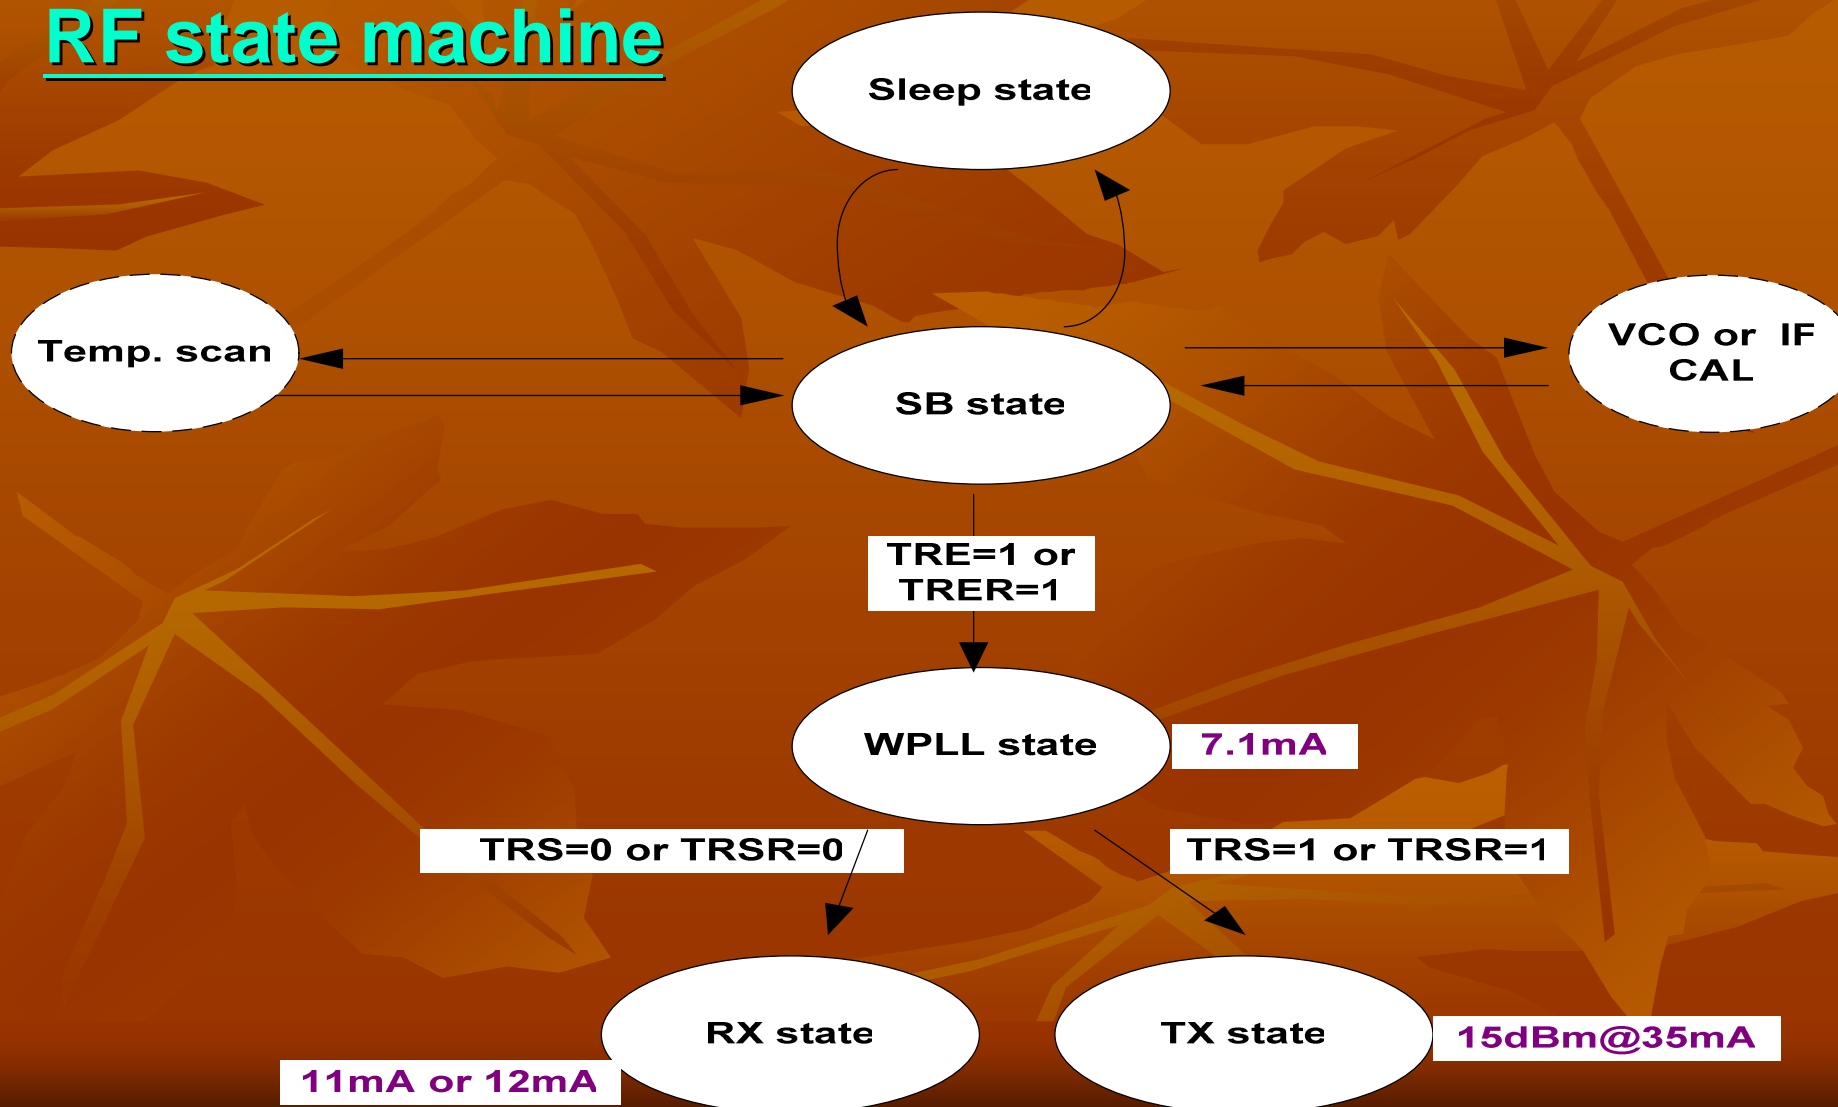 RF state machine
Sleep state
Temp. scan
VCO or  IF
CAL
SB state
TRE=1 or
TRER=1
WPLL state
7.1mA
TRS=0 or TRSR=0
TRS=1 or TRSR=1
RX state
TX state
15dBm@35mA
11mA or 12mA